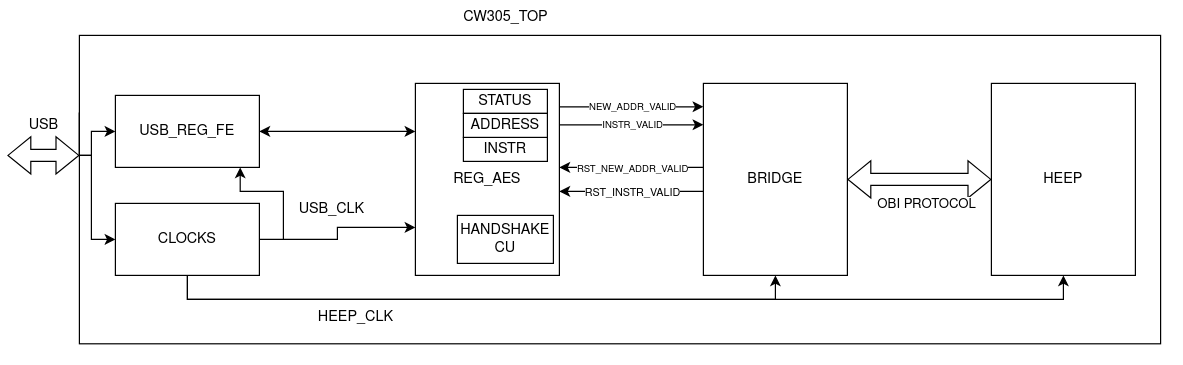 CW305_TOP
USB
USB_REG_FE
CLOCKS
USB_CLK
HEEP_CLK
STATUS
ADDRESS
INSTR
REG_AES
HANDSHAKE
CU
NEW_ADDR_VALID
INSTR_VALID
RST_NEW_ADDR_VALID
RST_INSTR_VALID
BRIDGE
OBI PROTOCOL
HEEP